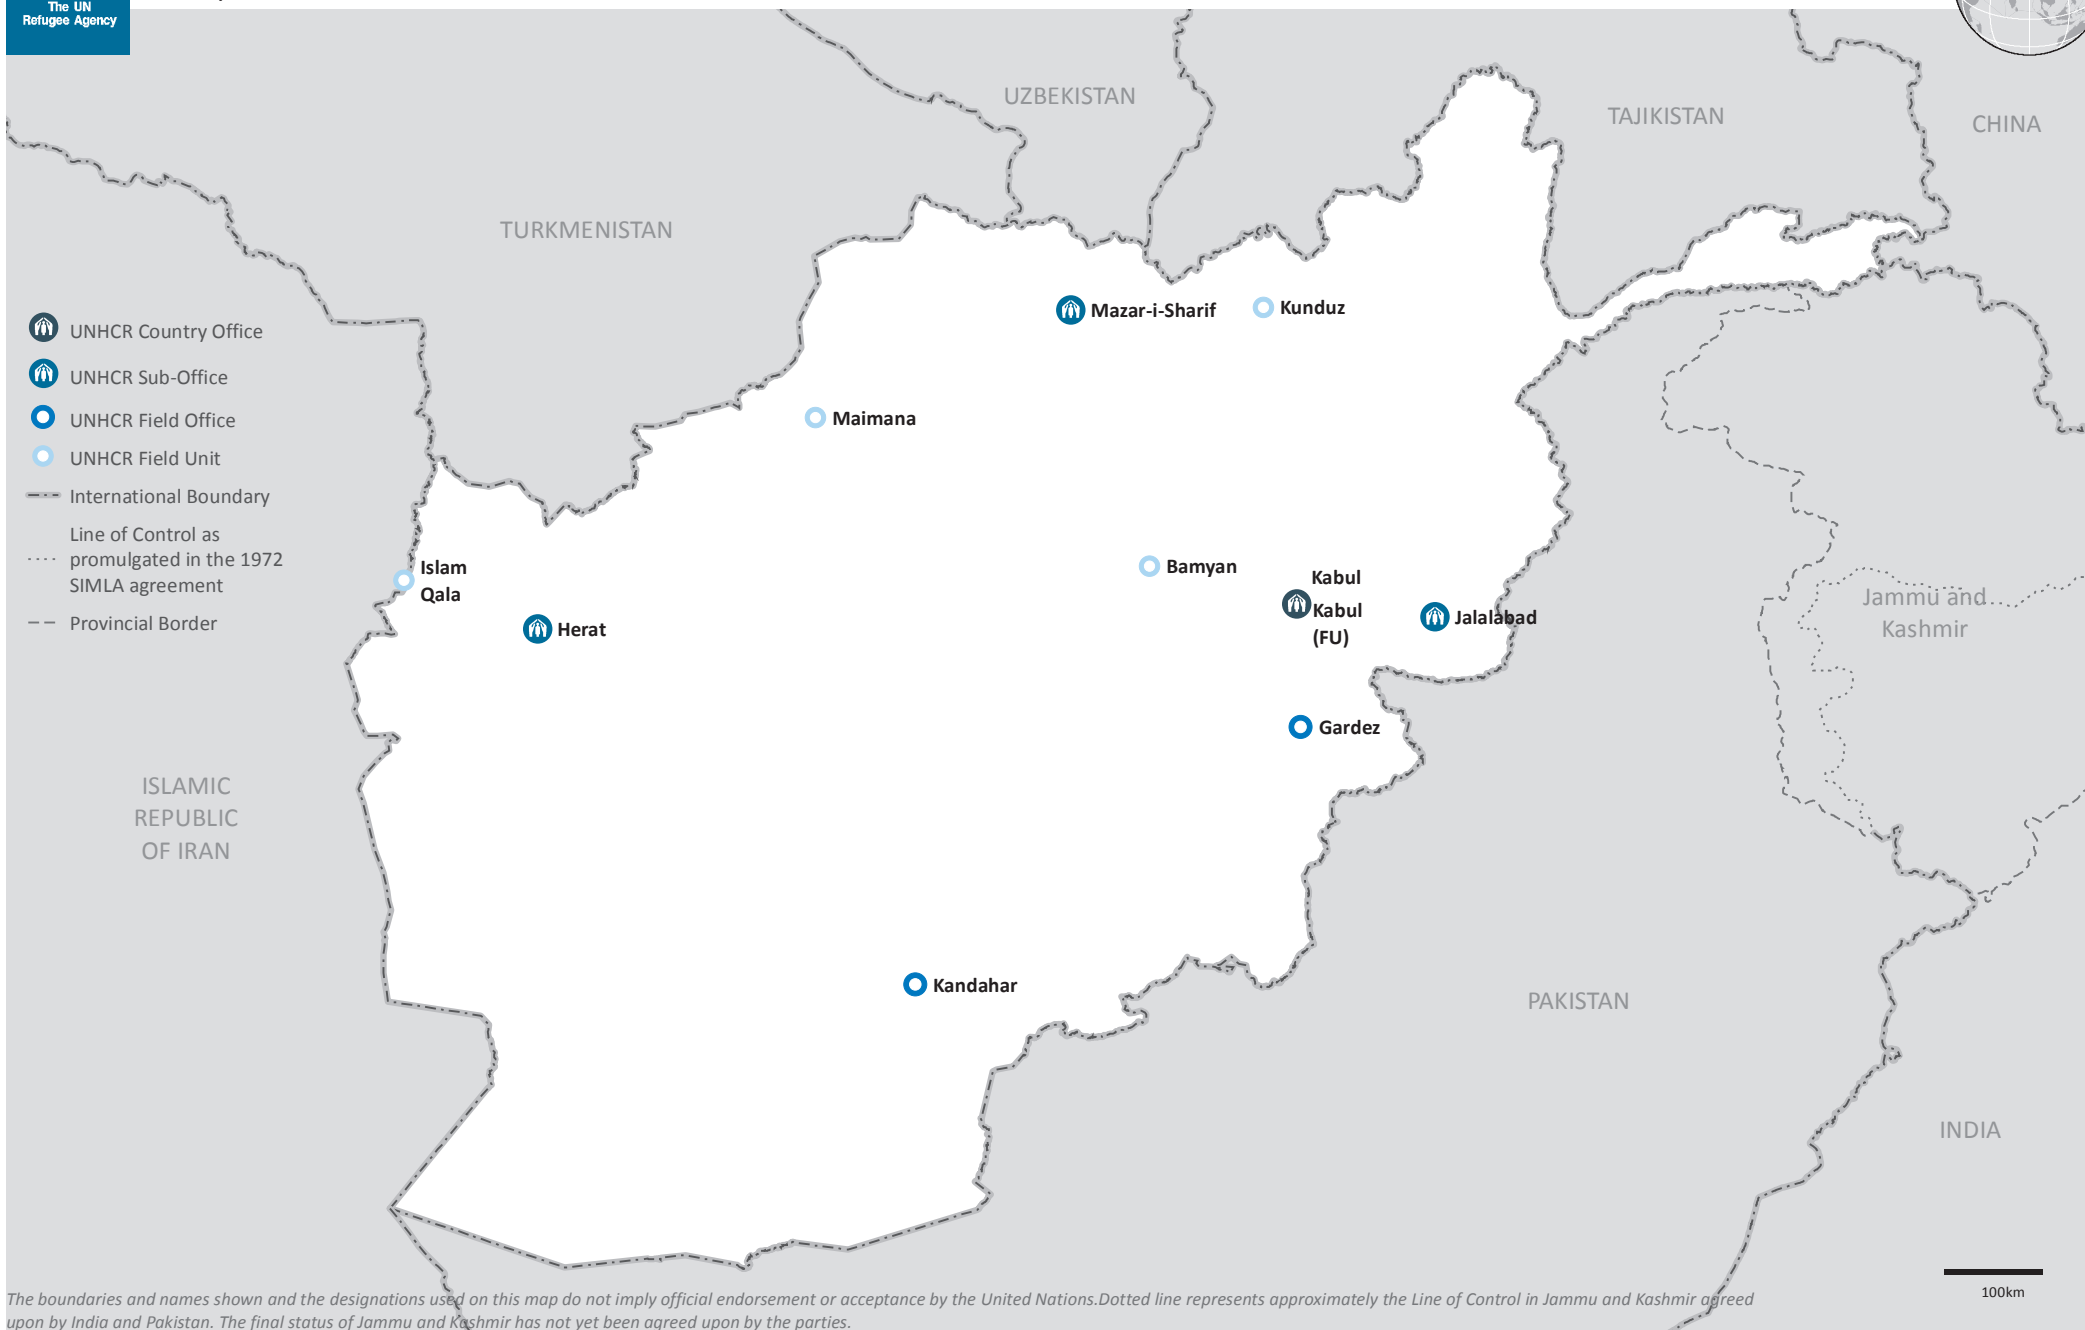 The UN
Refugee Agency
UZBEKISTAN
TAJIKISTAN
CHINA
TURKMENISTAN
UNHCR Country Office
UNHCR Sub-Office
UNHCR Field Office
UNHCR Field Unit
International Boundary
Line of Control as
promulgated in the 1972
SIMLA agreement
Provincial Border
Mazar-i-Sharif
Kunduz
Maimana
Islam
Qala
Herat
Bamyan
Kabul
Kabul
(FU)
Jalalabad
Jammu and
Kashmir
Gardez
ISLAMIC
REPUBLIC
OF IRAN
Kandahar
PAKISTAN
INDIA
100km
The boundaries and names shown and the designations used on this map do not imply official endorsement or acceptance by the United Nations.Dotted line represents approximately the Line of Control in Jammu and Kashmir agreed
upon by India and Pakistan. The final status of Jammu and Kashmir has not yet been agreed upon by the parties.